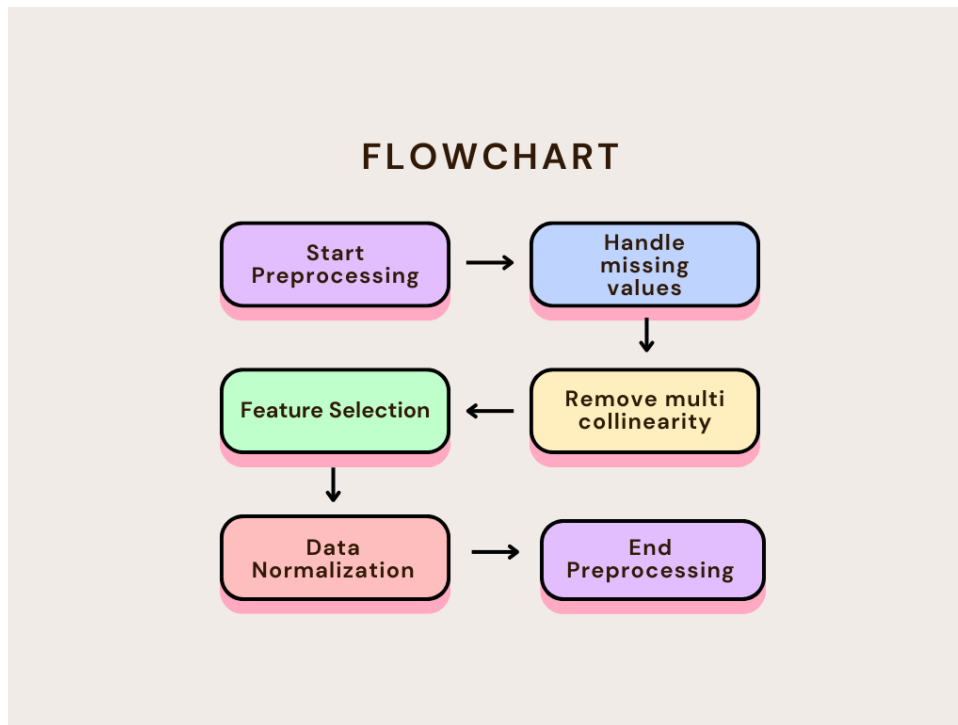 FLOWCHART
Start
Preprocessing
Handle
missing
values
Remove multi
collinearity
Feature Selection
Data
Normalization
End
Preprocessing